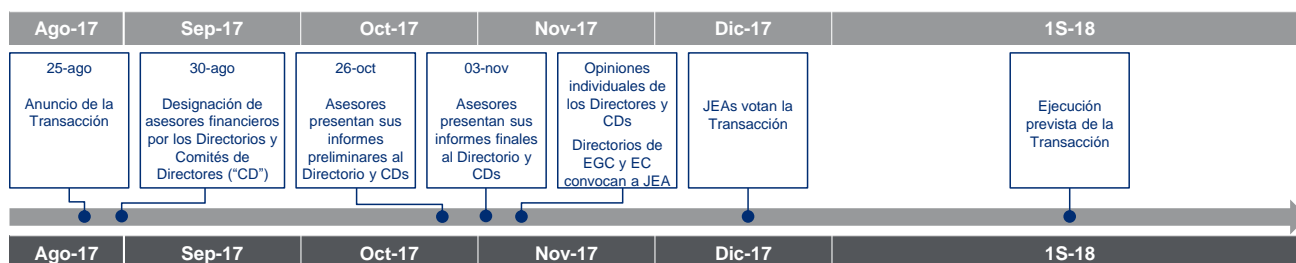 Ago-17
Sep-17
Oct-17
Nov-17
Dic-17
1S-18
25-ago
Anuncio de la
Transacción
30-ago
Designación de
asesores financieros
por los Directorios y
Comités de
Directores (“CD”)
26-oct
Asesores
presentan sus
informes
preliminares al
Directorio y CDs
03-nov
Asesores
presentan sus
informes finales
al Directorio y
CDs
Opiniones
individuales de
los Directores y
CDs
Directorios de
EGC y EC
convocan a JEA
JEAs votan la
Transacción
Ejecución
prevista de la
Transacción
Ago-17
Sep-17
Oct-17
Nov-17
Dic-17
1S-18